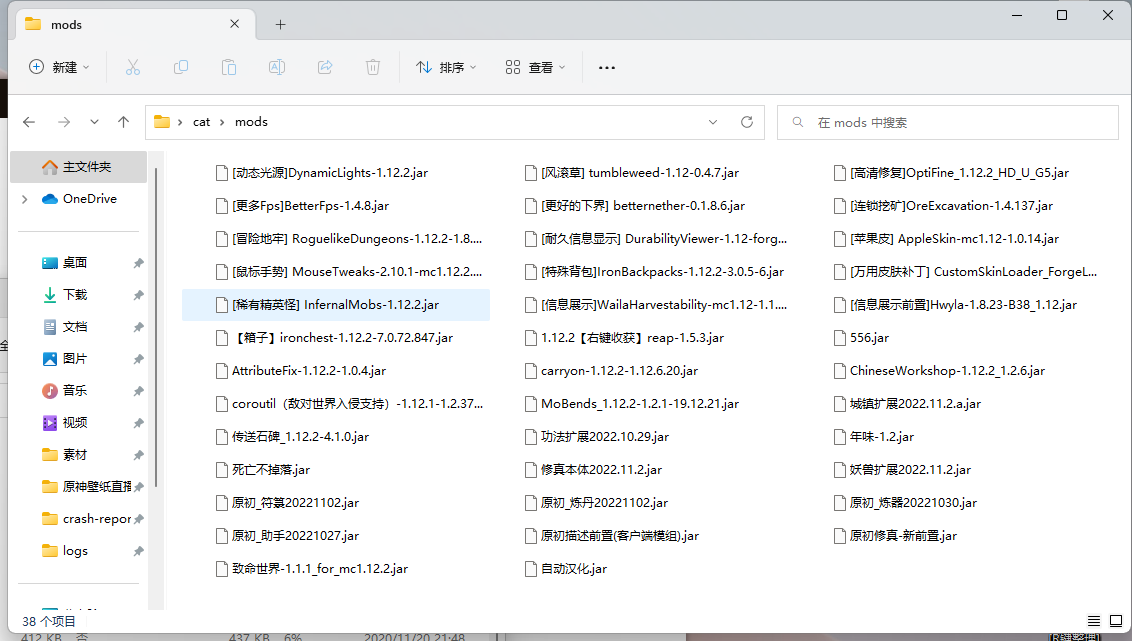 mods
新建
排序
查看
cat
mods
在 mods 中搜索
主文件夹
OneDrive
桌面
下载
文档
图片
音乐
视频
素材
原神壁纸直播
crash-repor
logs
[动态光源]DynamicLights-1.12.2.jar
[风滚草] tumbleweed-1.12-0.4.7.jar
[高清修复]OptiFine_1.12.2_HD_U_G5.jar
[更多Fps]BetterFps-1.4.8.jar
[更好的下界] betternether-0.1.8.6.jar
[连锁挖矿]OreExcavation-1.4.137.jar
[冒险地牢] RoguelikeDungeons-1.12.2-1.8....
[耐久信息显示] DurabilityViewer-1.12-forg...
[苹果皮] AppleSkin-mc1.12-1.0.14.jar
[鼠标手势] MouseTweaks-2.10.1-mc1.12.2....
[特殊背包]IronBackpacks-1.12.2-3.0.5-6.jar
[万用皮肤补丁] CustomSkinLoader_ForgeL...
[稀有精英怪] InfernalMobs-1.12.2.jar
[信息展示]WailaHarvestability-mc1.12-1.1....
[信息展示前置]Hwyla-1.8.23-B38_1.12.jar
【箱子】ironchest-1.12.2-7.0.72.847.jar
1.12.2【右键收获】reap-1.5.3.jar
556.jar
AttributeFix-1.12.2-1.0.4.jar
carryon-1.12.2-1.12.6.20.jar
ChineseWorkshop-1.12.2_1.2.6.jar
coroutil（敌对世界入侵支持）-1.12.1-1.2.37...
MoBends_1.12.2-1.2.1-19.12.21.jar
城镇扩展2022.11.2.a.jar
传送石碑_1.12.2-4.1.0.jar
功法扩展2022.10.29.jar
年味-1.2.jar
死亡不掉落.jar
修真本体2022.11.2.jar
妖兽扩展2022.11.2.jar
原初_符箓20221102.jar
原初_炼丹20221102.jar
原初_炼器20221030.jar
原初_助手20221027.jar
原初描述前置(客户端模组).jar
原初修真-新前置.jar
致命世界-1.1.1_for_mc1.12.2.jar
自动汉化.jar
38 个项目
412 KB 否 437 KB 6% 2020/11/20 21:48